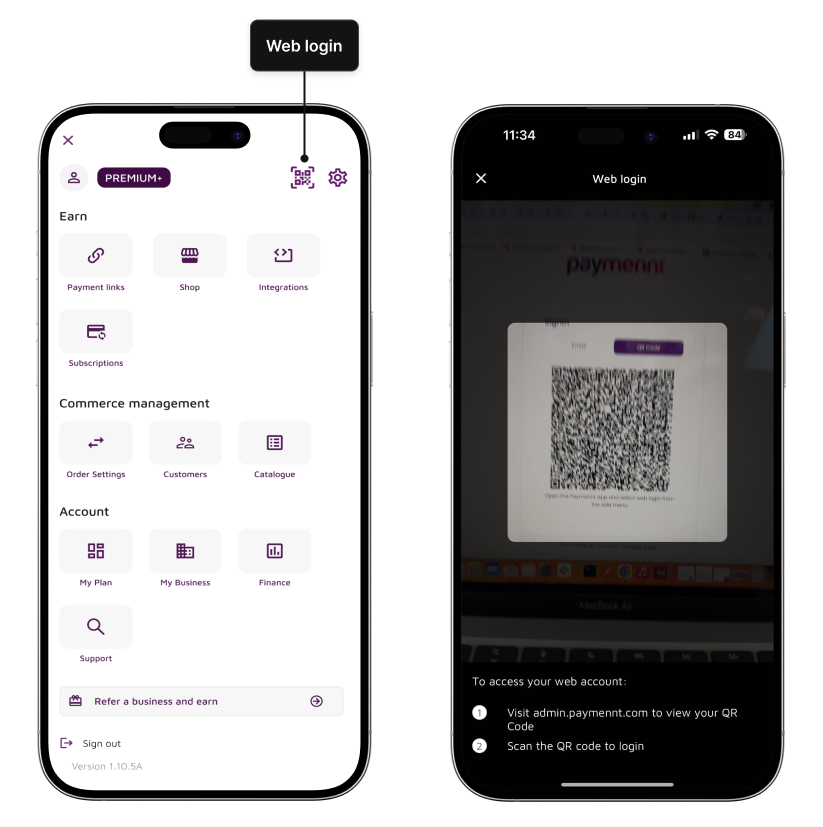 Web login
PREMIUM+
Earn
Payment links
Shop
Integrations
Subscriptions
Commerce management
Order Settings
Customers
Catalogue
Account
My Plan
My Business
Finance
Support
Refer a business and earn
Sign out
Version 1.10.5A
11:34
84
Web login
paymennt
Sign in
Email
QR Code
Open the Paymennt app and select web login from
the side menu.
MacBook Air
To access your web account:
1 Visit admin.paymennt.com to view your QR
Code
2 Scan the QR code to login